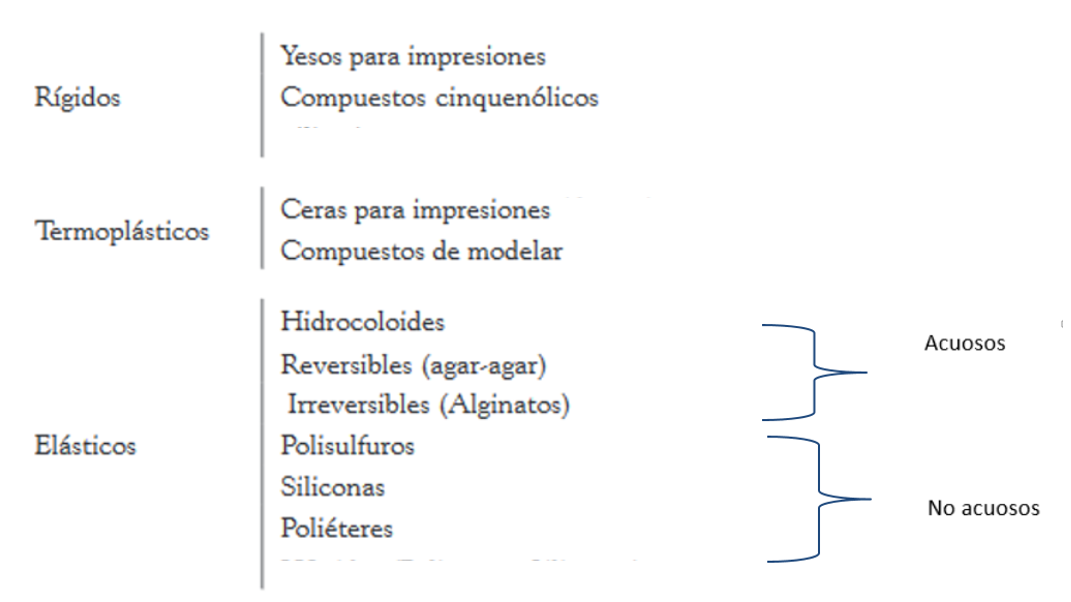 Rígidos
Yesos para impresiones
Compuestos cinquenólicos
Termoplásticos
Ceras para impresiones
Compuestos de modelar
Elásticos
Hidrocoloides
Reversibles (agar-agar)
Irreversibles (Alginatos)
Polisulfuros
Siliconas
Poliéteres
Acuosos
No acuosos